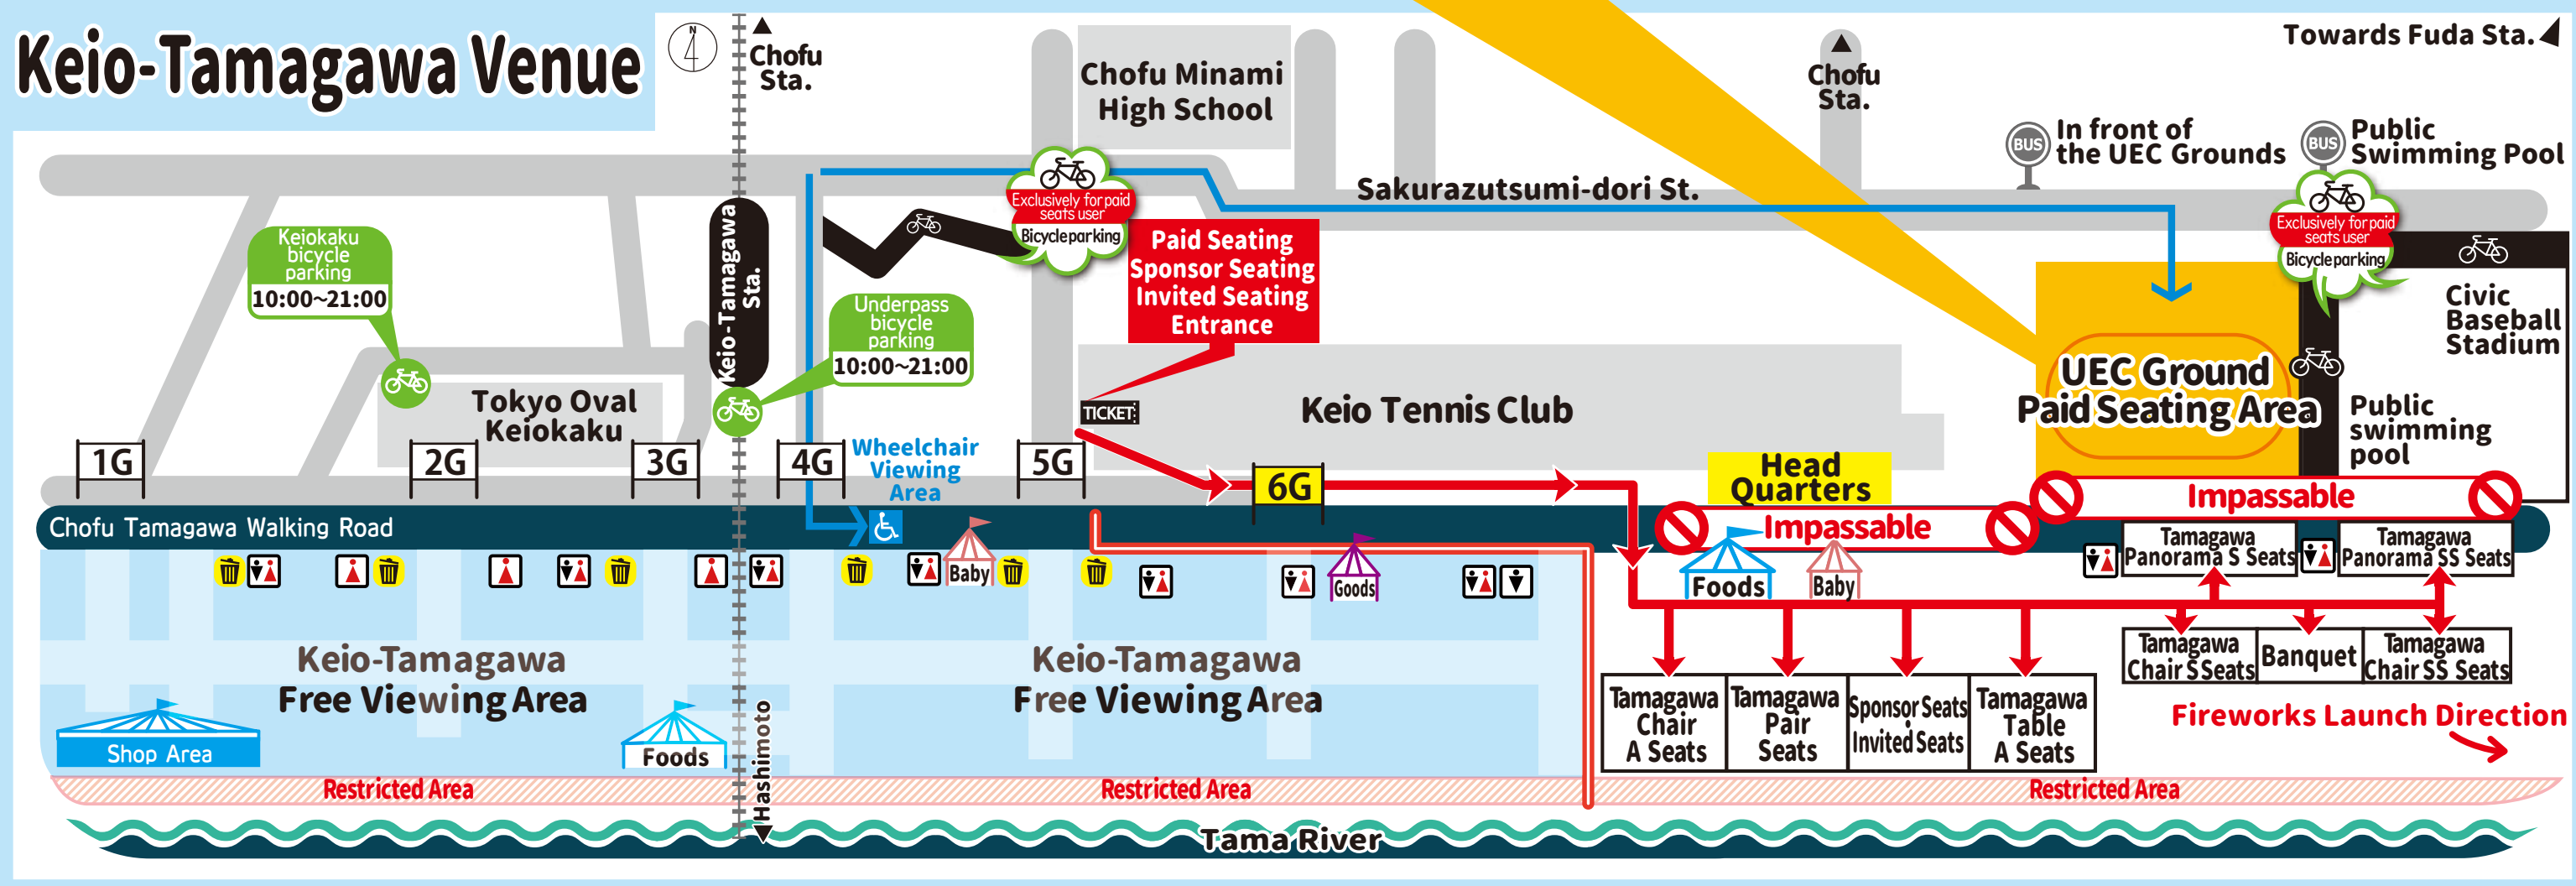 Keio-Tamagawa Venue
N
Chofu
Sta.
Chofu Minami
High School
Chofu
Sta.
Towards Fuda Sta.
BUS
In front of
the UEC Grounds
BUS
Public
Swimming Pool
Sakurazutsumi-dori St.
Exclusively for paid
seats user
Bicycle parking
Exclusively for paid
seats user
Bicycle parking
Keiokaku
bicycle
parking
10:00~21:00
Keio-Tamagawa
Sta.
Underpass
bicycle
parking
10:00~21:00
Paid Seating
Sponsor Seating
Invited Seating
Entrance
TICKET
Civic
Baseball
Stadium
UEC Ground
Paid Seating Area
Public
swimming
pool
Tokyo Oval
Keiokaku
Keio Tennis Club
1G
2G
3G
4G
Wheelchair
Viewing
Area
5G
6G
Head
Quarters
Impassable
Impassable
Chofu Tamagawa Walking Road
Baby
Goods
Foods
Baby
Tamagawa
Panorama S Seats
Tamagawa
Panorama SS Seats
Tamagawa
Chair S Seats
Banquet
Tamagawa
Chair SS Seats
Keio-Tamagawa
Free Viewing Area
Keio-Tamagawa
Free Viewing Area
Tamagawa
Chair
A Seats
Tamagawa
Pair
Seats
Sponsor Seats
・
Invited Seats
Tamagawa
Table
A Seats
Fireworks Launch Direction
Shop Area
Foods
Hashimoto
Restricted Area
Restricted Area
Restricted Area
Tama River